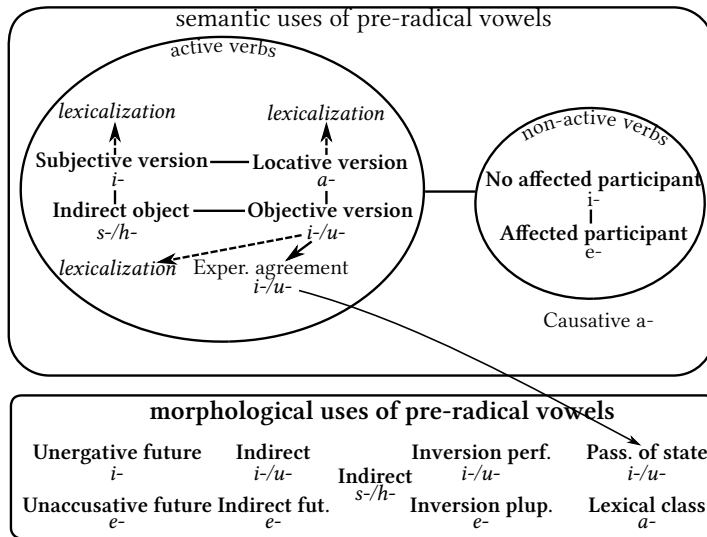 semantic uses of pre-radical vowels
active verbs
lexicalization lexicalization
Subjective version Locative version
i- a-
Indirect object Objective version
s-/h- i-/u-
lexicalization Exper. agreement
i-/u-
non-active verbs
No affected participant
i-
Affected participant
e-
Causative a-
morphological uses of pre-radical vowels
Unergative future Indirect Inversion perf. Pass. of state
i- i-/u- i-/u- i-/u-
Indirect
s-/h-
Unaccusative future Indirect fut. Inversion plup. Lexical class
e- e- e- a-